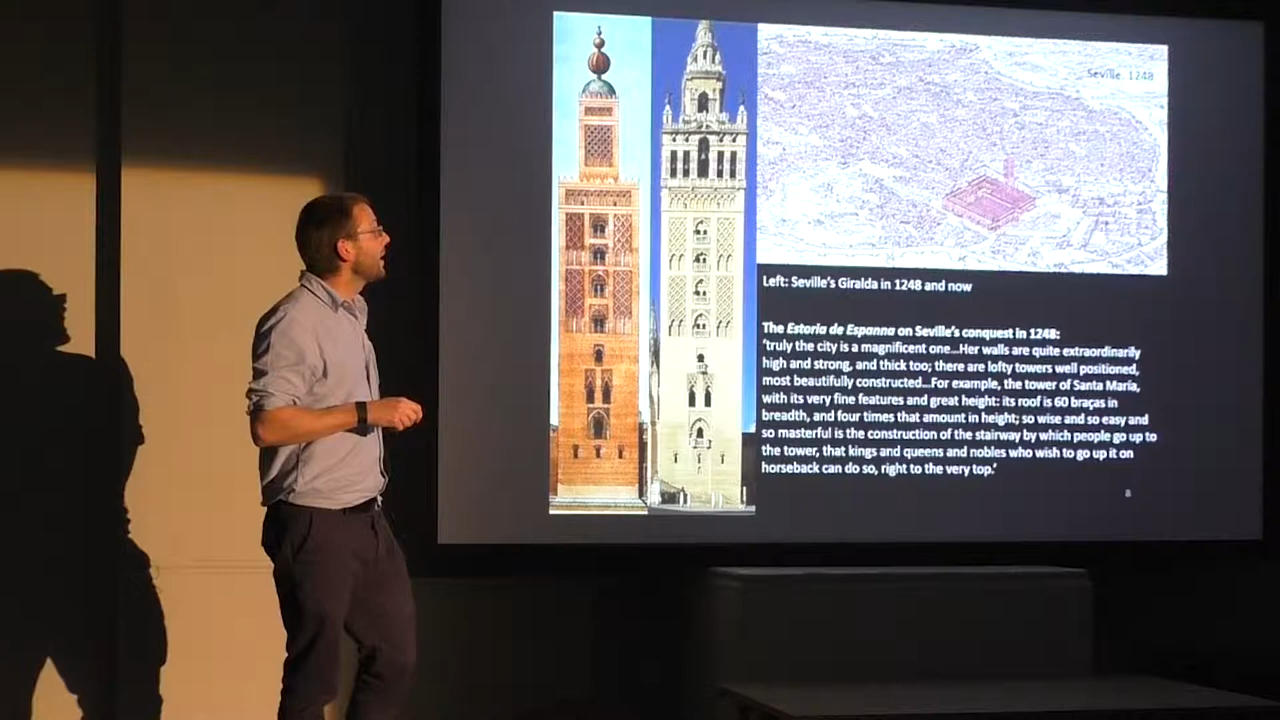 Seville, 1248
Left: Seville's Giralda in 1248 and now
The Estoria de Espanna on Seville's conquest in 1248:
'truly the city is a magnificent one...Her walls are quite extraordinarily
high and strong, and thick too; there are lofty towers well positioned,
most beautifully constructed...For example, the tower of Santa María,
with its very fine features and great height: its roof is 60 braças in
breadth, and four times that amount in height; so wise and so easy and
so masterful is the construction of the stairway by which people go up to
the tower, that kings and queens and nobles who wish to go up it on
horseback can do so, right to the very top.'
8